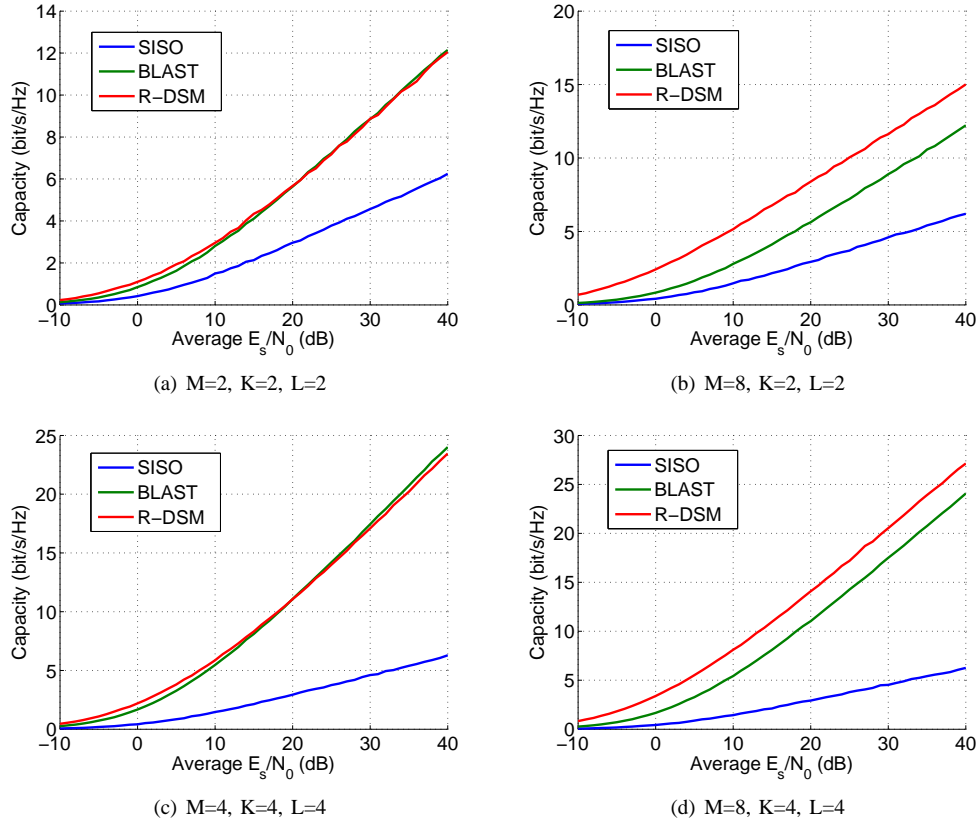 14
12
10
8
6
4
2
0
Capacity (bit/s/Hz)
SISO
BLAST
R−DSM
−10 0 10 20 30 40
Average E_s/N_0 (dB)
(a) M=2, K=2, L=2
20
15
10
5
0
Capacity (bit/s/Hz)
SISO
BLAST
R−DSM
−10 0 10 20 30 40
Average E_s/N_0 (dB)
(b) M=8, K=2, L=2
25
20
15
10
5
0
Capacity (bit/s/Hz)
SISO
BLAST
R−DSM
−10 0 10 20 30 40
Average E_s/N_0 (dB)
(c) M=4, K=4, L=4
30
25
20
15
10
5
0
Capacity (bit/s/Hz)
SISO
BLAST
R−DSM
−10 0 10 20 30 40
Average E_s/N_0 (dB)
(d) M=8, K=4, L=4